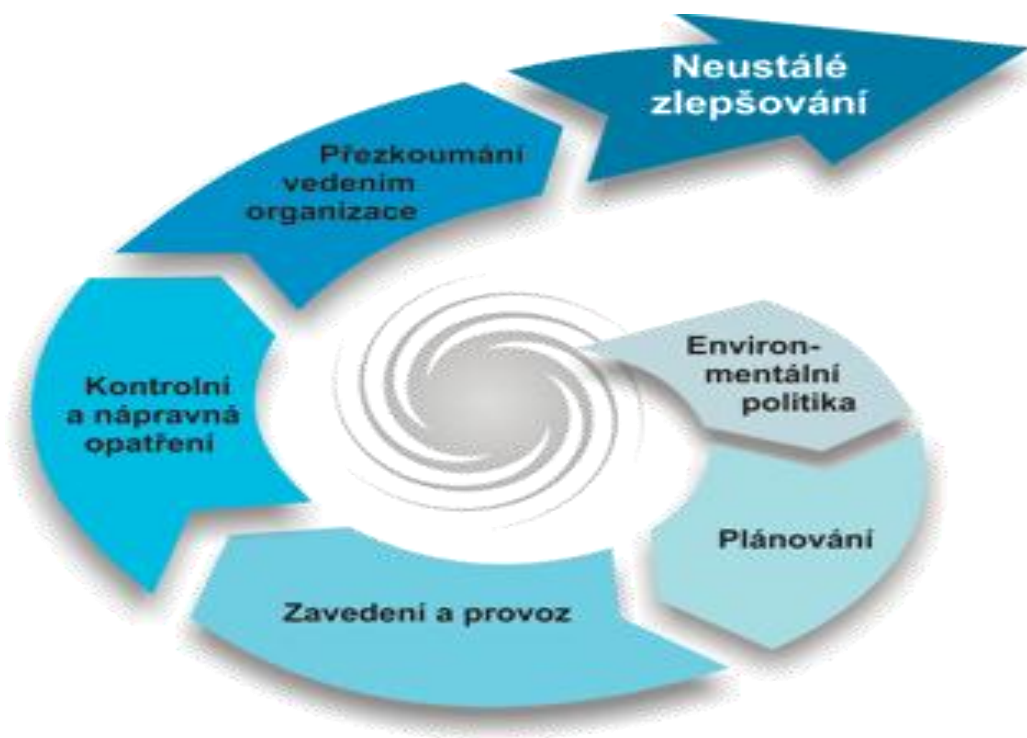 Neustálé
zlepšování
Přezkoumání
vedením
organizace
Environ-
mentální
politika
Kontrolní
a nápravná
opatření
Plánování
Zavedení a provoz